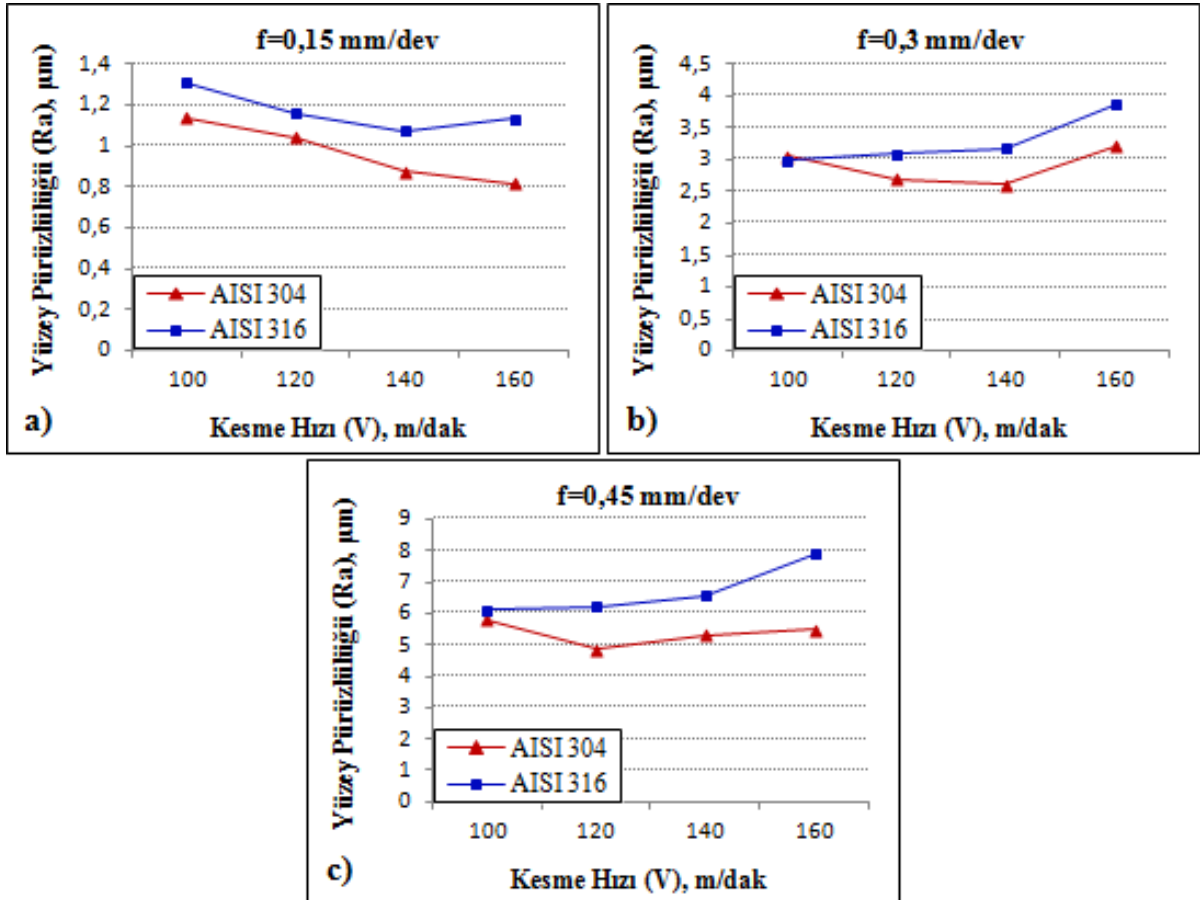 f=0,15 mm/dev
Yüzey Pürüzlülüğü (Ra), µm
1,4
1,2
1
0,8
0,6
0,4
0,2
0
AISI 304
AISI 316
100 120 140 160
a)
Kesme Hızı (V), m/dak
f=0,3 mm/dev
Yüzey Pürüzlülüğü (Ra), µm
4,5
4
3,5
3
2,5
2
1,5
1
0,5
0
AISI 304
AISI 316
100 120 140 160
b)
Kesme Hızı (V), m/dak
f=0,45 mm/dev
Yüzey Pürüzlülüğü (Ra), µm
9
8
7
6
5
4
3
2
1
0
AISI 304
AISI 316
100 120 140 160
c)
Kesme Hızı (V), m/dak